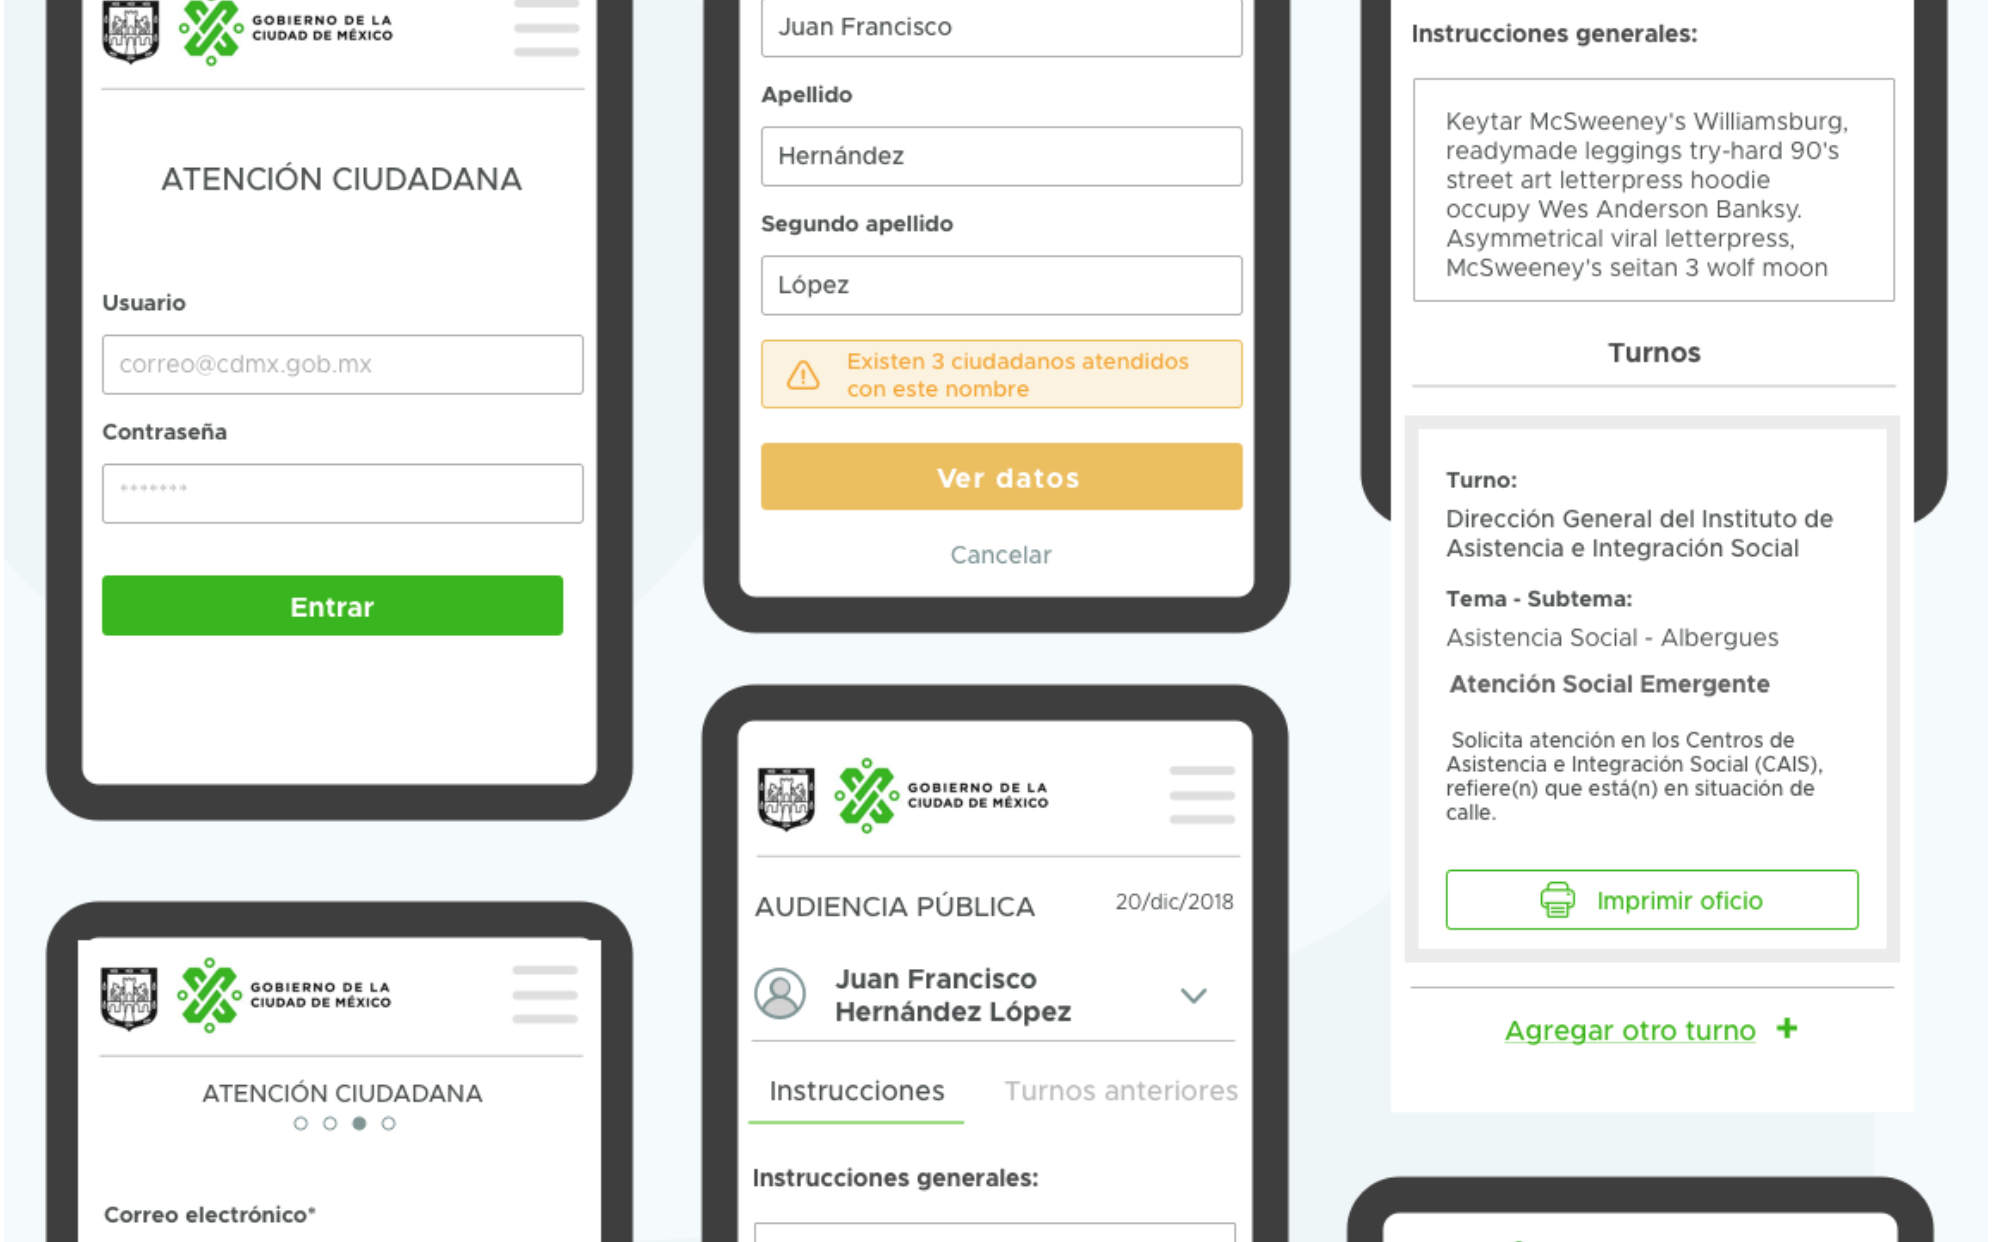 GOBIERNO DE LA
CIUDAD DE MÉXICO
ATENCIÓN CIUDADANA
Usuario
correo@cdmx.gob.mx
Contraseña
*******
Entrar
GOBIERNO DE LA
CIUDAD DE MÉXICO
ATENCIÓN CIUDADANA
Correo electrónico*
Juan Francisco
Apellido
Hernández
Segundo apellido
López
Existen 3 ciudadanos atendidos
con este nombre
Ver datos
Cancelar
GOBIERNO DE LA
CIUDAD DE MÉXICO
AUDIENCIA PÚBLICA 20/dic/2018
Juan Francisco
Hernández López
Instrucciones Turnos anteriores
Instrucciones generales:
Instrucciones generales:
Keytar McSweeney's Williamsburg,
readymade leggings try-hard 90's
street art letterpress hoodie
occupy Wes Anderson Banksy.
Asymmetrical viral letterpress,
McSweeney's seitan 3 wolf moon
Turnos
Turno:
Dirección General del Instituto de
Asistencia e Integración Social
Tema - Subtema:
Asistencia Social - Albergues
Atención Social Emergente
Solicita atención en los Centros de
Asistencia e Integración Social (CAIS),
refiere(n) que está(n) en situación de
calle.
Imprimir oficio
Agregar otro turno +